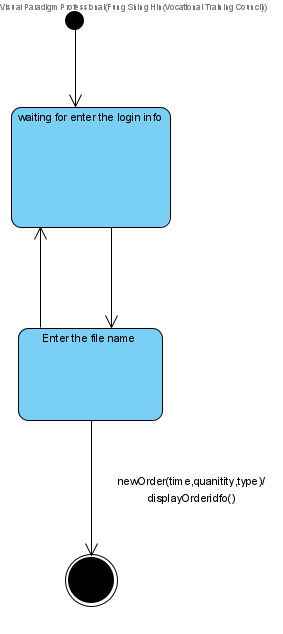 Visual Paradigm Professional(Fung Shing Hin(Vocational Training Council))
waiting for enter the login info
Enter the file name
newOrder(time,quanitity,type)/
displayOrderidfo()